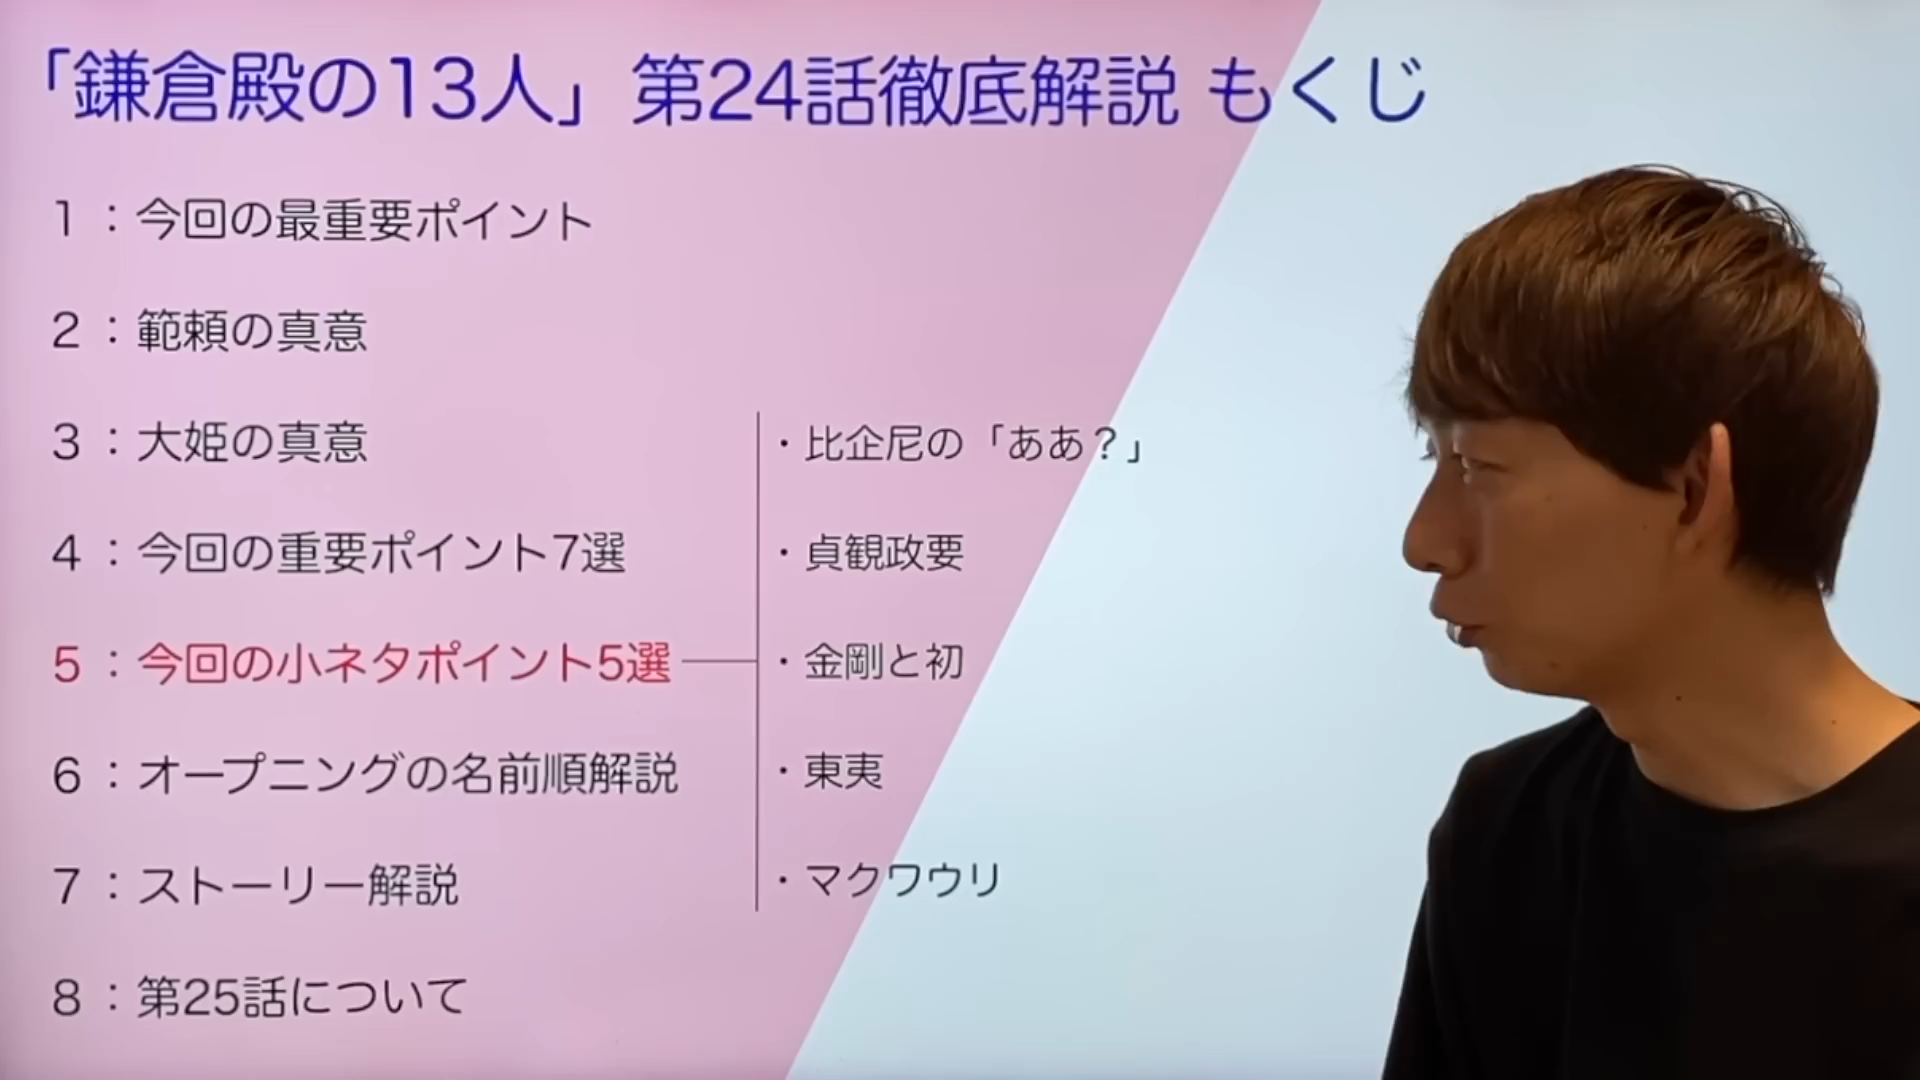 「鎌倉殿の13人」第24話徹底解説 もくじ
1：今回の最重要ポイント
2：範頼の真意
3：大姫の真意
4：今回の重要ポイント7選
5：今回の小ネタポイント5選
・比企尼の「ああ？」
・貞観政要
・金剛と初
・東夷
・マクワウリ
6：オープニングの名前順解説
7：ストーリー解説
8：第25話について